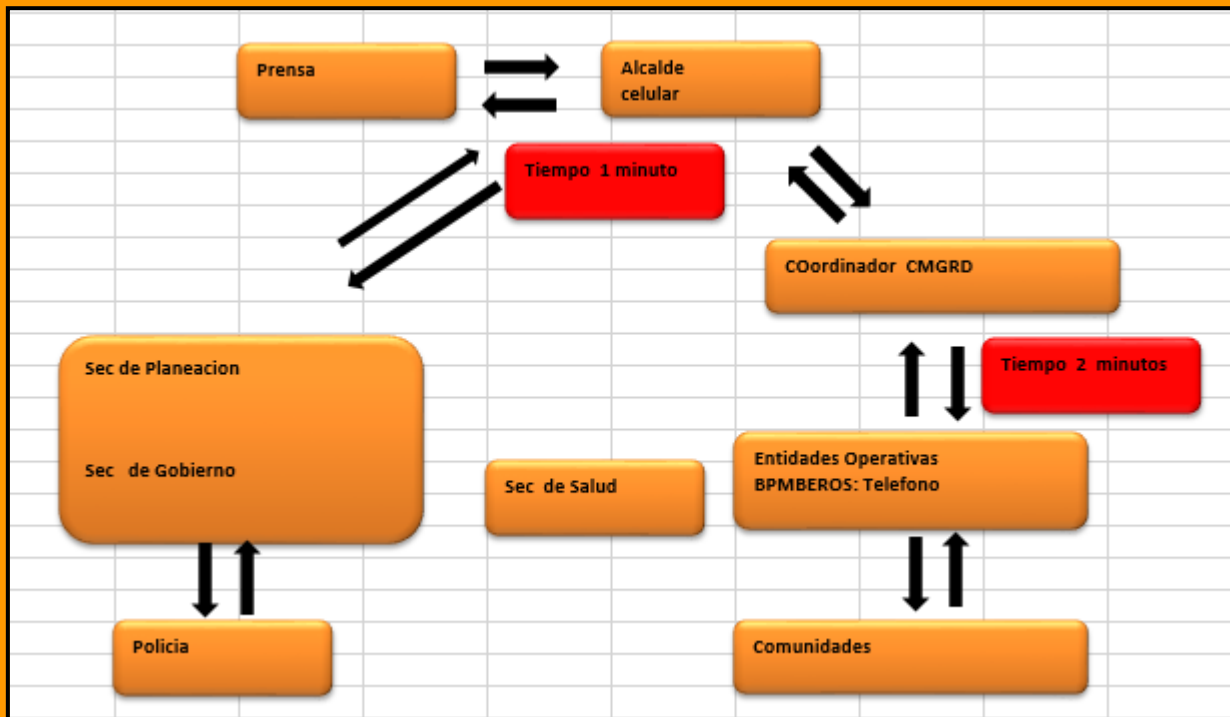 Prensa
Alcalde
celular
Tiempo 1 minuto
COordinador CMGRD
Sec de Planeacion
Tiempo 2 minutos
Sec de Gobierno
Sec de Salud
Entidades Operativas
BPMBEROS: Telefono
Policia
Comunidades